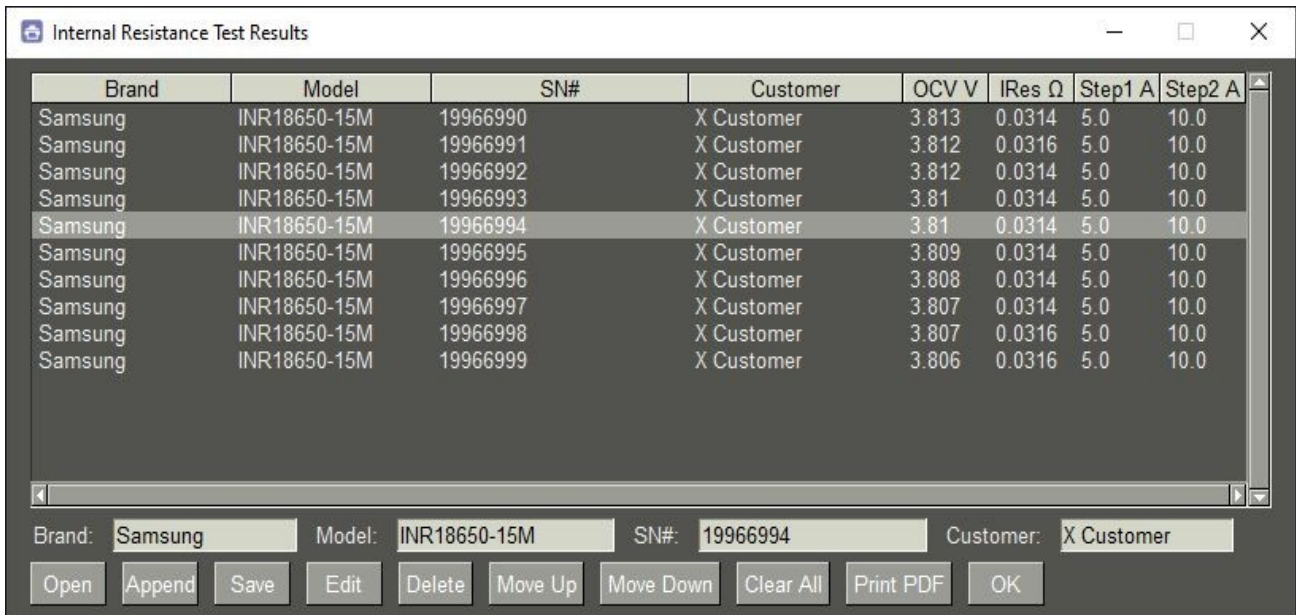 Internal Resistance Test Results
Brand Model SN# Customer OCV V IRes Ω Step1 A Step2 A
Samsung INR18650-15M 19966990 X Customer 3.813 0.0314 5.0 10.0
Samsung INR18650-15M 19966991 X Customer 3.812 0.0316 5.0 10.0
Samsung INR18650-15M 19966992 X Customer 3.812 0.0314 5.0 10.0
Samsung INR18650-15M 19966993 X Customer 3.81 0.0314 5.0 10.0
Samsung INR18650-15M 19966994 X Customer 3.81 0.0314 5.0 10.0
Samsung INR18650-15M 19966995 X Customer 3.809 0.0314 5.0 10.0
Samsung INR18650-15M 19966996 X Customer 3.808 0.0314 5.0 10.0
Samsung INR18650-15M 19966997 X Customer 3.807 0.0314 5.0 10.0
Samsung INR18650-15M 19966998 X Customer 3.807 0.0316 5.0 10.0
Samsung INR18650-15M 19966999 X Customer 3.806 0.0316 5.0 10.0
Brand: Samsung Model: INR18650-15M SN#: 19966994 Customer: X Customer
Open Append Save Edit Delete Move Up Move Down Clear All Print PDF OK